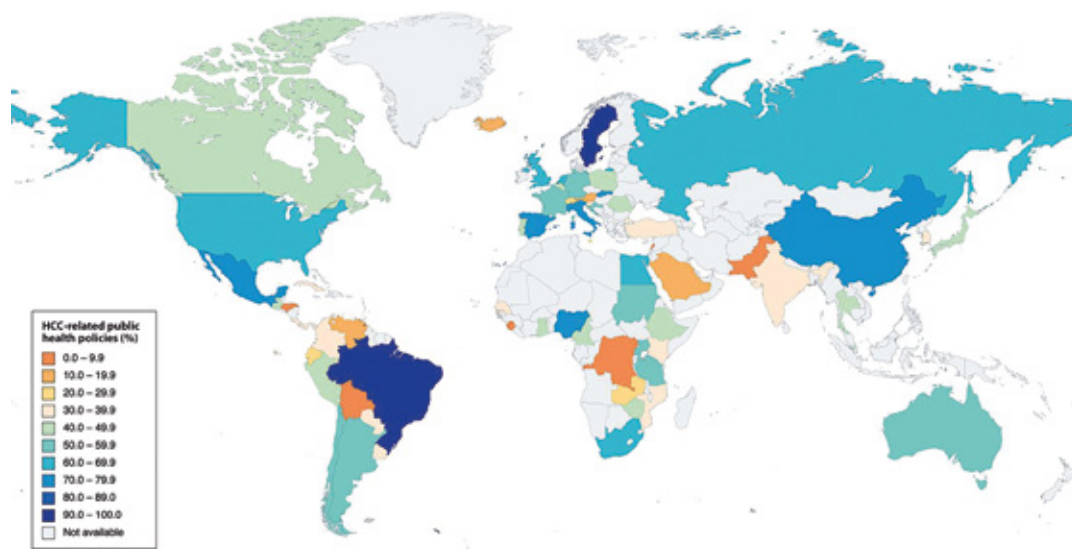 HCC-related public
health policies (%)
0.0 – 9.9
10.0 – 19.9
20.0 – 29.9
30.0 – 39.9
40.0 – 49.9
50.0 – 59.9
60.0 – 69.9
70.0 – 79.9
80.0 – 89.0
90.0 – 100.0
Not available